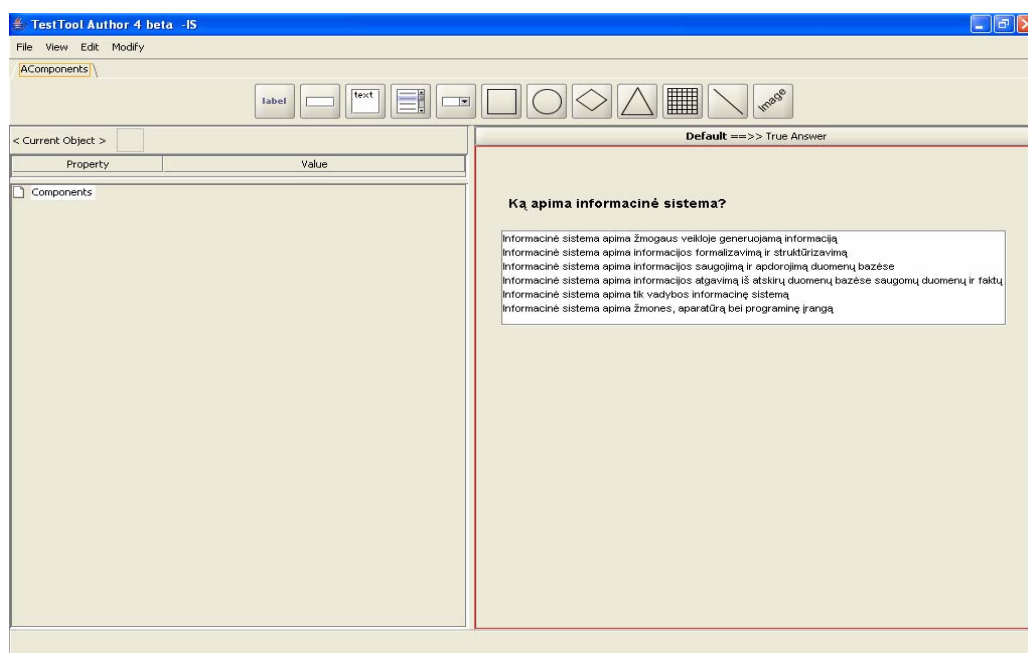 TestTool Author 4 beta -IS
File View Edit Modify
AComponents
label text Image
< Current Object >
Default ==>> True Answer
Property Value
Components
Ką apima informacinė sistema?
Informacinė sistema apima žmogaus veikloje generuojamą informaciją
Informacinė sistema apima informacijos formalizavimą ir struktūrizavimą
Informacinė sistema apima informacijos saugojimą ir apdorojimą duomenų bazėse
Informacinė sistema apima informacijos atgavimą iš atskirų duomenų bazėse saugomų duomenų ir faktų
Informacinė sistema apima tik vadybos informacinę sistemą
Informacinė sistema apima žmones, aparatūrą bei programinę įrangą